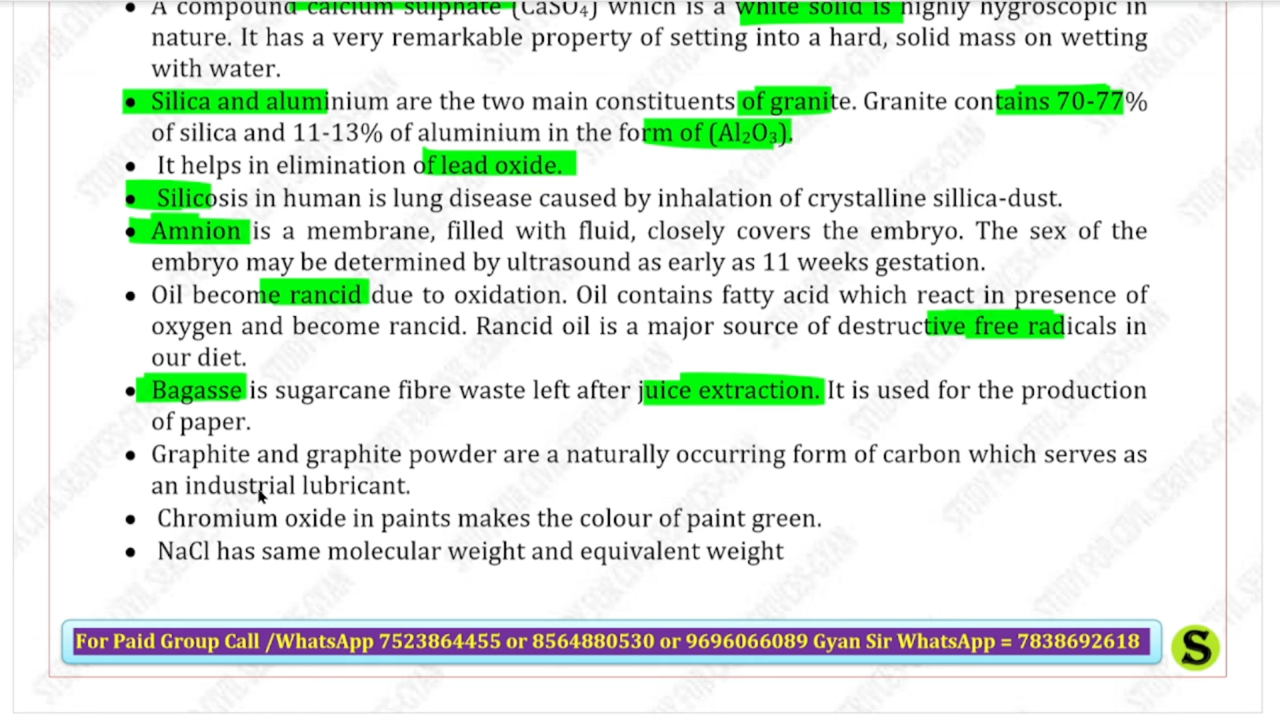 • A compound calcium sulphate (CaSO₄) which is a white solid is highly hygroscopic in
nature. It has a very remarkable property of setting into a hard, solid mass on wetting
with water.
• Silica and aluminium are the two main constituents of granite. Granite contains 70-77%
of silica and 11-13% of aluminium in the form of (Al₂O₃).
• It helps in elimination of lead oxide.
• Silicosis in human is lung disease caused by inhalation of crystalline sillica-dust.
• Amnion is a membrane, filled with fluid, closely covers the embryo. The sex of the
embryo may be determined by ultrasound as early as 11 weeks gestation.
• Oil become rancid due to oxidation. Oil contains fatty acid which react in presence of
oxygen and become rancid. Rancid oil is a major source of destructive free radicals in
our diet.
• Bagasse is sugarcane fibre waste left after juice extraction. It is used for the production
of paper.
• Graphite and graphite powder are a naturally occurring form of carbon which serves as
an industrial lubricant.
• Chromium oxide in paints makes the colour of paint green.
• NaCl has same molecular weight and equivalent weight
For Paid Group Call /WhatsApp 7523864455 or 8564880530 or 9696066089 Gyan Sir WhatsApp = 7838692618
S